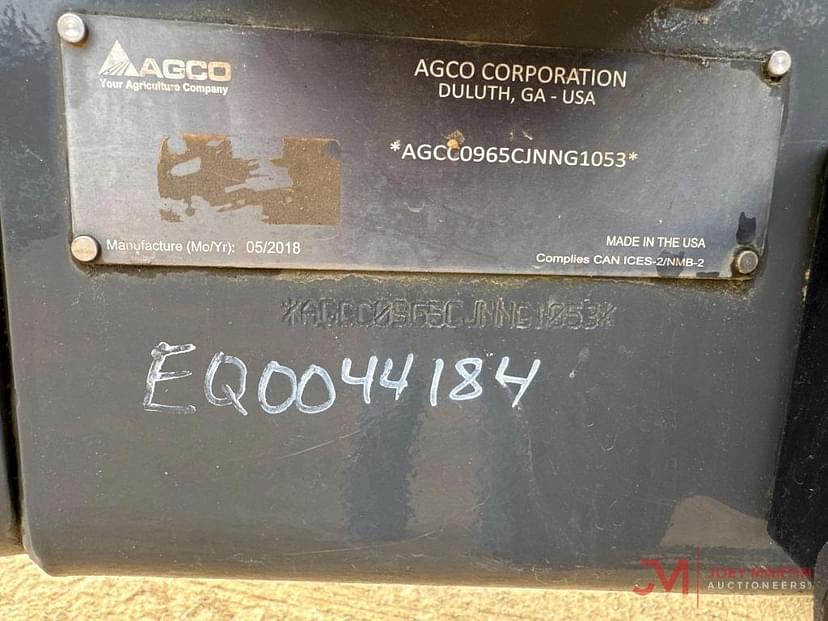 AGCO
Your Agriculture Company
AGCO CORPORATION
DULUTH, GA - USA
*AGCC0965CJNNG1053*
Manufacture (Mo/Yr): 05/2018
MADE IN THE USA
Complies CAN ICES-2/NMB-2
*AGCC0965CJNNG1053*
EQ0044184
JM JOEY MARTIN
AUCTIONEERS